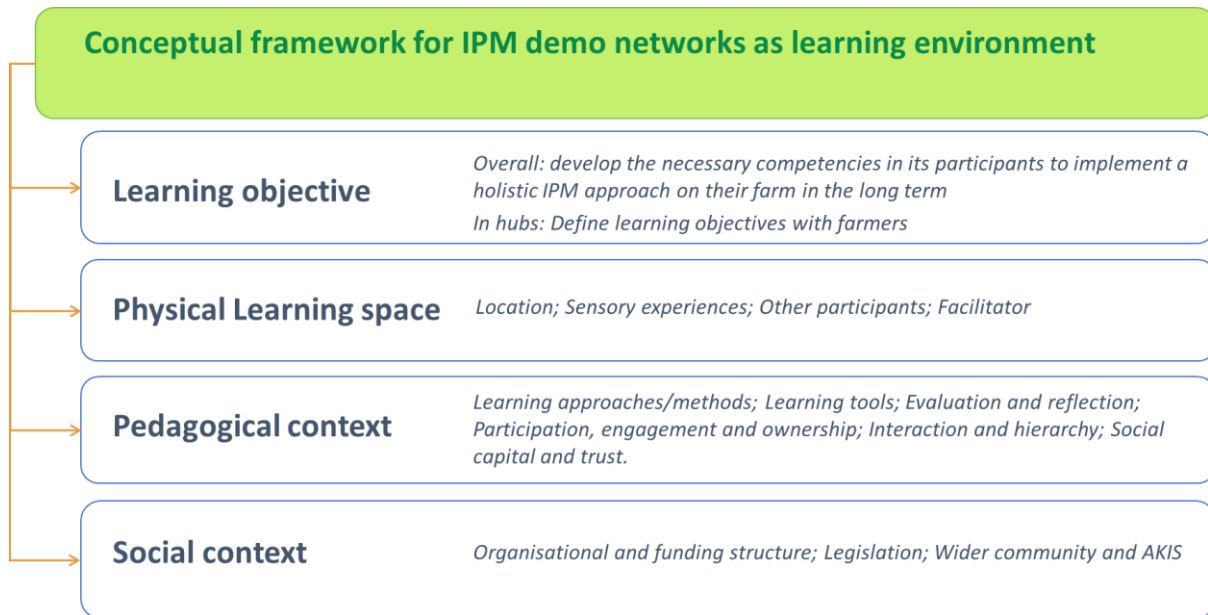 Conceptual framework for IPM demo networks as learning environment
Learning objective
Overall: develop the necessary competencies in its participants to implement a
holistic IPM approach on their farm in the long term
In hubs: Define learning objectives with farmers
Physical Learning space
Location; Sensory experiences; Other participants; Facilitator
Pedagogical context
Learning approaches/methods; Learning tools; Evaluation and reflection;
Participation, engagement and ownership; Interaction and hierarchy; Social
capital and trust.
Social context
Organisational and funding structure; Legislation; Wider community and AKIS